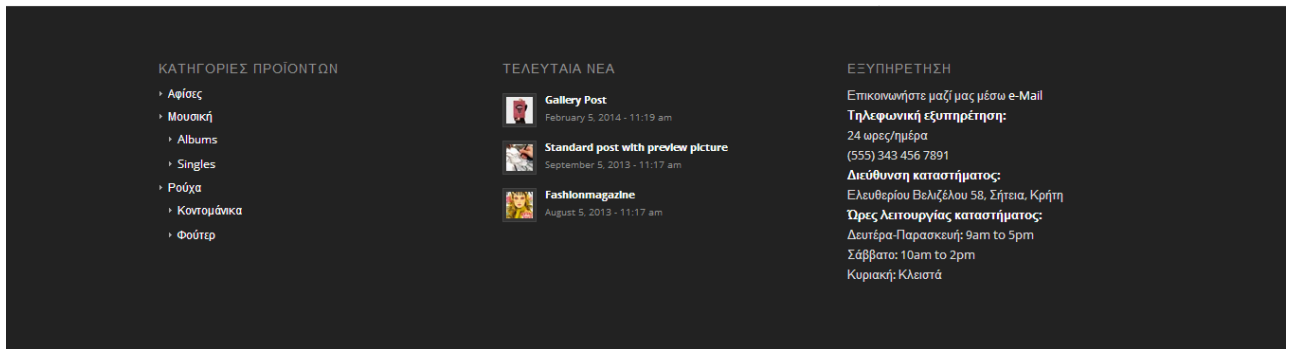 ΚΑΤΗΓΟΡΙΕΣ ΠΡΟΪΟΝΤΩΝ
Αφίσες
Μουσική
Albums
Singles
Ρούχα
Κοντομάνικα
Φούτερ
ΤΕΛΕΥΤΑΙΑ ΝΕΑ
Gallery Post
February 5, 2014 - 11:19 am
Standard post with preview picture
September 5, 2013 - 11:17 am
Fashionmagazine
August 5, 2013 - 11:17 am
ΕΞΥΠΗΡΕΤΗΣΗ
Επικοινωνήστε μαζί μας μέσω e-Mail
Τηλεφωνική εξυπηρέτηση:
24 ωρες/ημέρα
(555) 343 456 7891
Διεύθυνση καταστήματος:
Ελευθερίου Βελιζέλου 58, Σήτεια, Κρήτη
Ώρες λειτουργίας καταστήματος:
Δευτέρα-Παρασκευή: 9am to 5pm
Σάββατο: 10am to 2pm
Κυριακή: Κλειστά